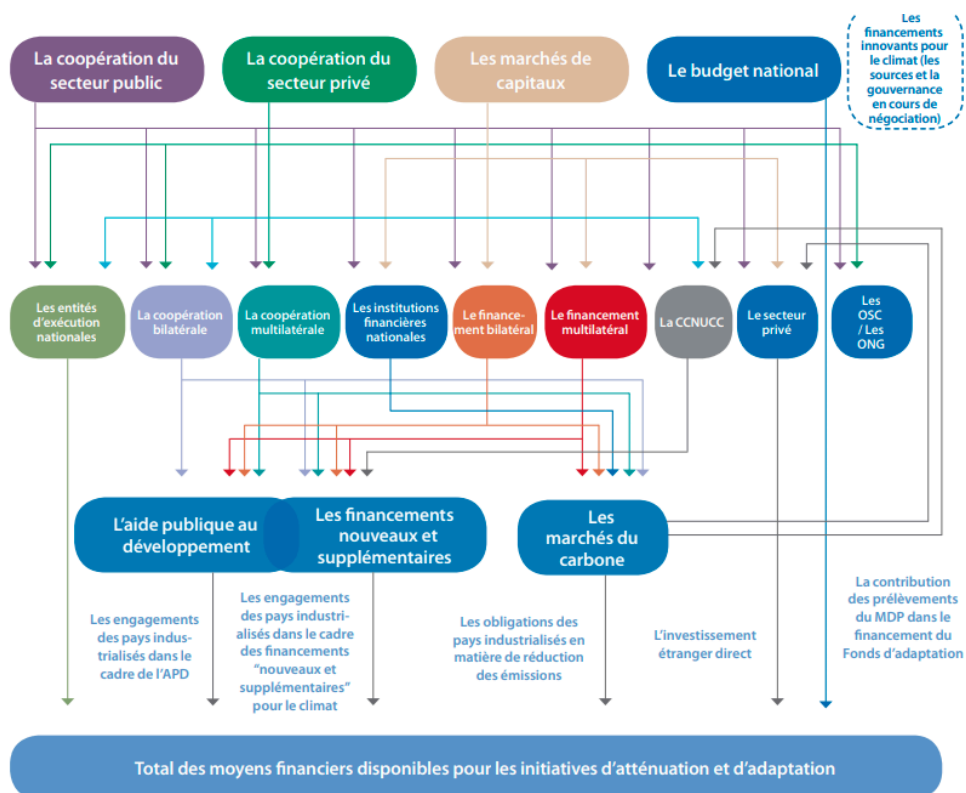 La coopération du
secteur public
La coopération du
secteur privé
Les marchés de
capitaux
Le budget national
Les
financements
innovants pour
le climat (les
sources et la
gouvernance
en cours de
négociation)
Les entités
d'exécution
nationales
La coopération
bilatérale
La coopération
multilatérale
Les institutions
financières
nationales
Le finance-
ment bilatéral
Le financement
multilatéral
La CCNUCC
Le secteur
privé
Les
OSC
/ Les
ONG
L'aide publique au
développement
Les financements
nouveaux et
supplémentaires
Les
marchés du
carbone
Les engagements
des pays indus-
trialisés dans le
cadre de l'APD
Les engagements
des pays industri-
alisés dans le cadre
des financements
"nouveaux et
supplémentaires"
pour le climat
Les obligations des
pays industrialisés en
matière de réduction
des émissions
L'investissement
étranger direct
La contribution
des prélèvements
du MDP dans le
financement du
Fonds d'adaptation
Total des moyens financiers disponibles pour les initiatives d'atténuation et d'adaptation